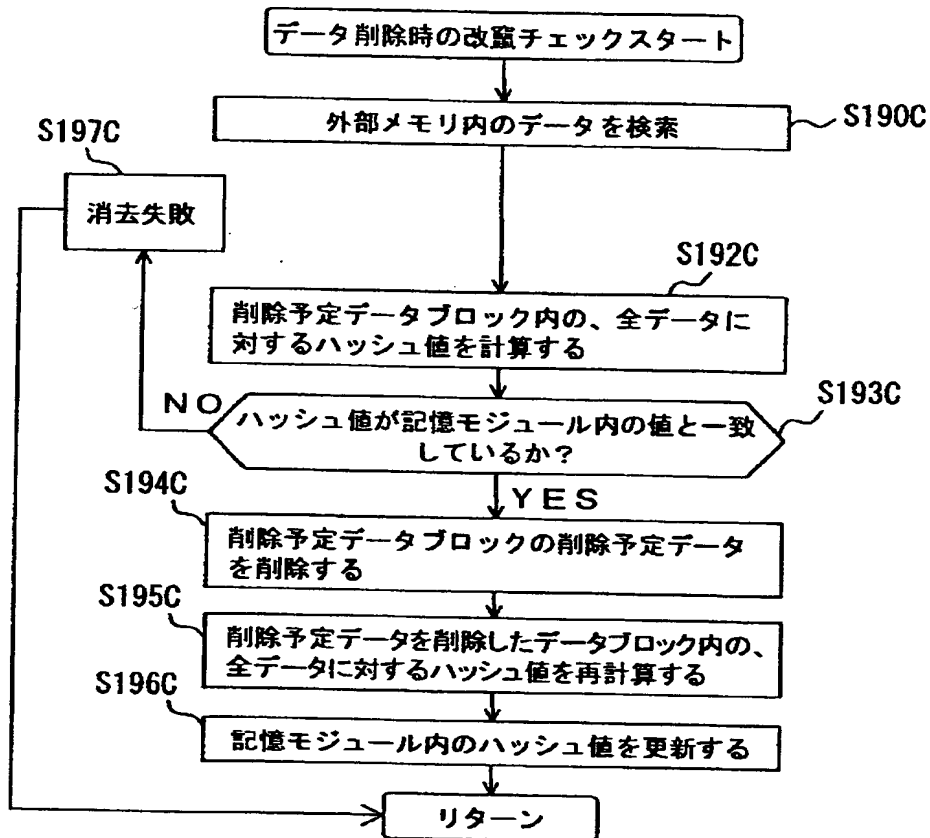 データ削除時の改竄チェックスタート
外部メモリ内のデータを検索
S190C
S197C
消去失敗
S192C
削除予定データブロック内の、全データに
対するハッシュ値を計算する
S193C
NO
ハッシュ値が記憶モジュール内の値と一致
しているか？
YES
S194C
削除予定データブロックの削除予定データ
を削除する
S195C
削除予定データを削除したデータブロック内の、
全データに対するハッシュ値を再計算する
S196C
記憶モジュール内のハッシュ値を更新する
リターン